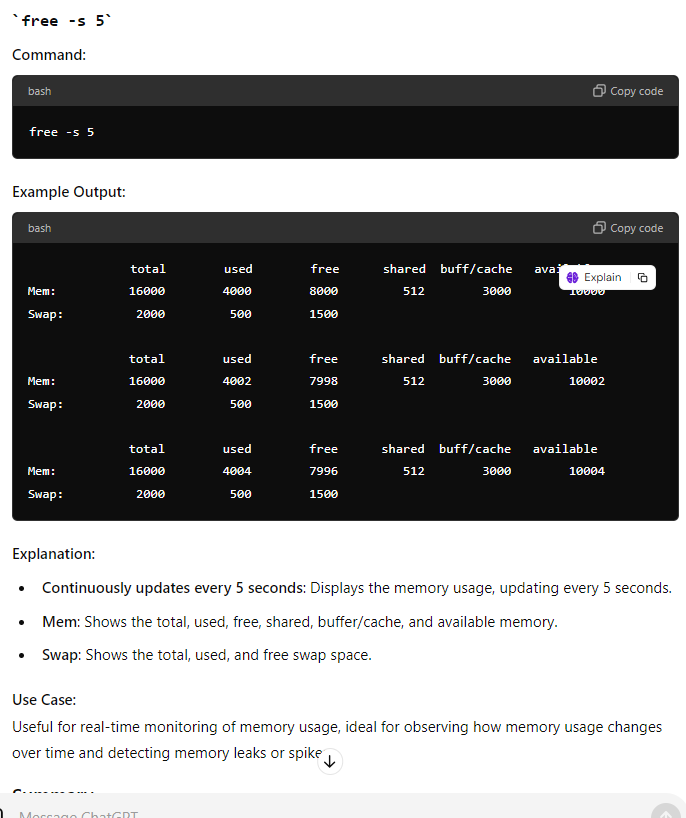 `free -s 5`
Command:
bash Copy code
free -s 5
Example Output:
bash Copy code
total used free shared buff/cache
Explain
Mem: 16000 4000 8000 512 3000 10000
Swap: 2000 500 1500
total used free shared buff/cache available
Mem: 16000 4002 7998 512 3000 10002
Swap: 2000 500 1500
total used free shared buff/cache available
Mem: 16000 4004 7996 512 3000 10004
Swap: 2000 500 1500
Explanation:
• Continuously updates every 5 seconds: Displays the memory usage, updating every 5 seconds.
• Mem: Shows the total, used, free, shared, buffer/cache, and available memory.
• Swap: Shows the total, used, and free swap space.
Use Case:
Useful for real-time monitoring of memory usage, ideal for observing how memory usage changes
over time and detecting memory leaks or spike
Summary
Message ChatGPT